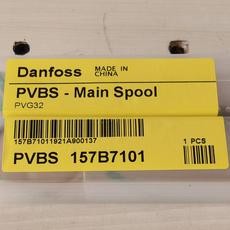 Danfoss MADE IN CHINA
PVBS - Main Spool
PVG32
157B71011921A900137
1 PCS
PVBS 157B7101